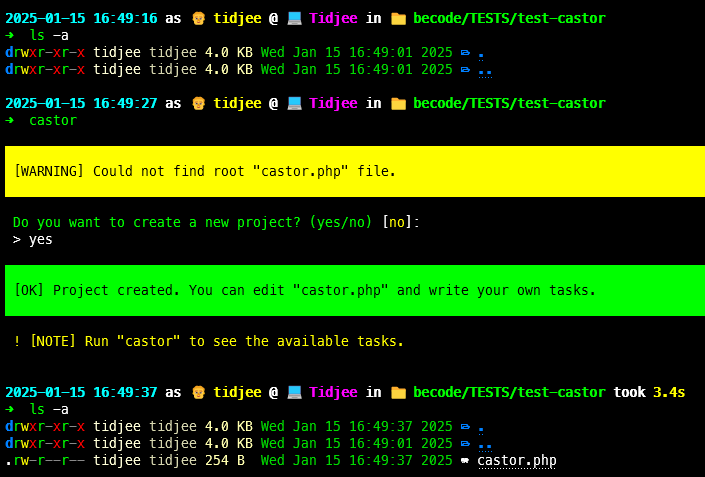 2025-01-15 16:49:16 as 👨 tidjee @ 💻 Tidjee in 📁 becode/TESTS/test-castor
➜ ls -a
drwxr-xr-x tidjee tidjee 4.0 KB Wed Jan 15 16:49:01 2025 .
drwxr-xr-x tidjee tidjee 4.0 KB Wed Jan 15 16:49:01 2025 ..
2025-01-15 16:49:27 as 👨 tidjee @ 💻 Tidjee in 📁 becode/TESTS/test-castor
➜ castor
[WARNING] Could not find root "castor.php" file.
Do you want to create a new project? (yes/no) [no]:
> yes
[OK] Project created. You can edit "castor.php" and write your own tasks.
! [NOTE] Run "castor" to see the available tasks.
2025-01-15 16:49:37 as 👨 tidjee @ 💻 Tidjee in 📁 becode/TESTS/test-castor took 3.4s
➜ ls -a
drwxr-xr-x tidjee tidjee 4.0 KB Wed Jan 15 16:49:37 2025 .
drwxr-xr-x tidjee tidjee 4.0 KB Wed Jan 15 16:49:01 2025 ..
.rw-r--r-- tidjee tidjee 254 B Wed Jan 15 16:49:37 2025 castor.php